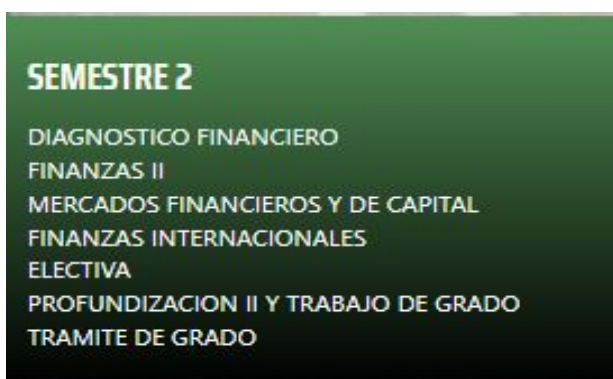 SEMESTRE 2
DIAGNOSTICO FINANCIERO
FINANZAS II
MERCADOS FINANCIEROS Y DE CAPITAL
FINANZAS INTERNACIONALES
ELECTIVA
PROFUNDIZACION II Y TRABAJO DE GRADO
TRAMITE DE GRADO